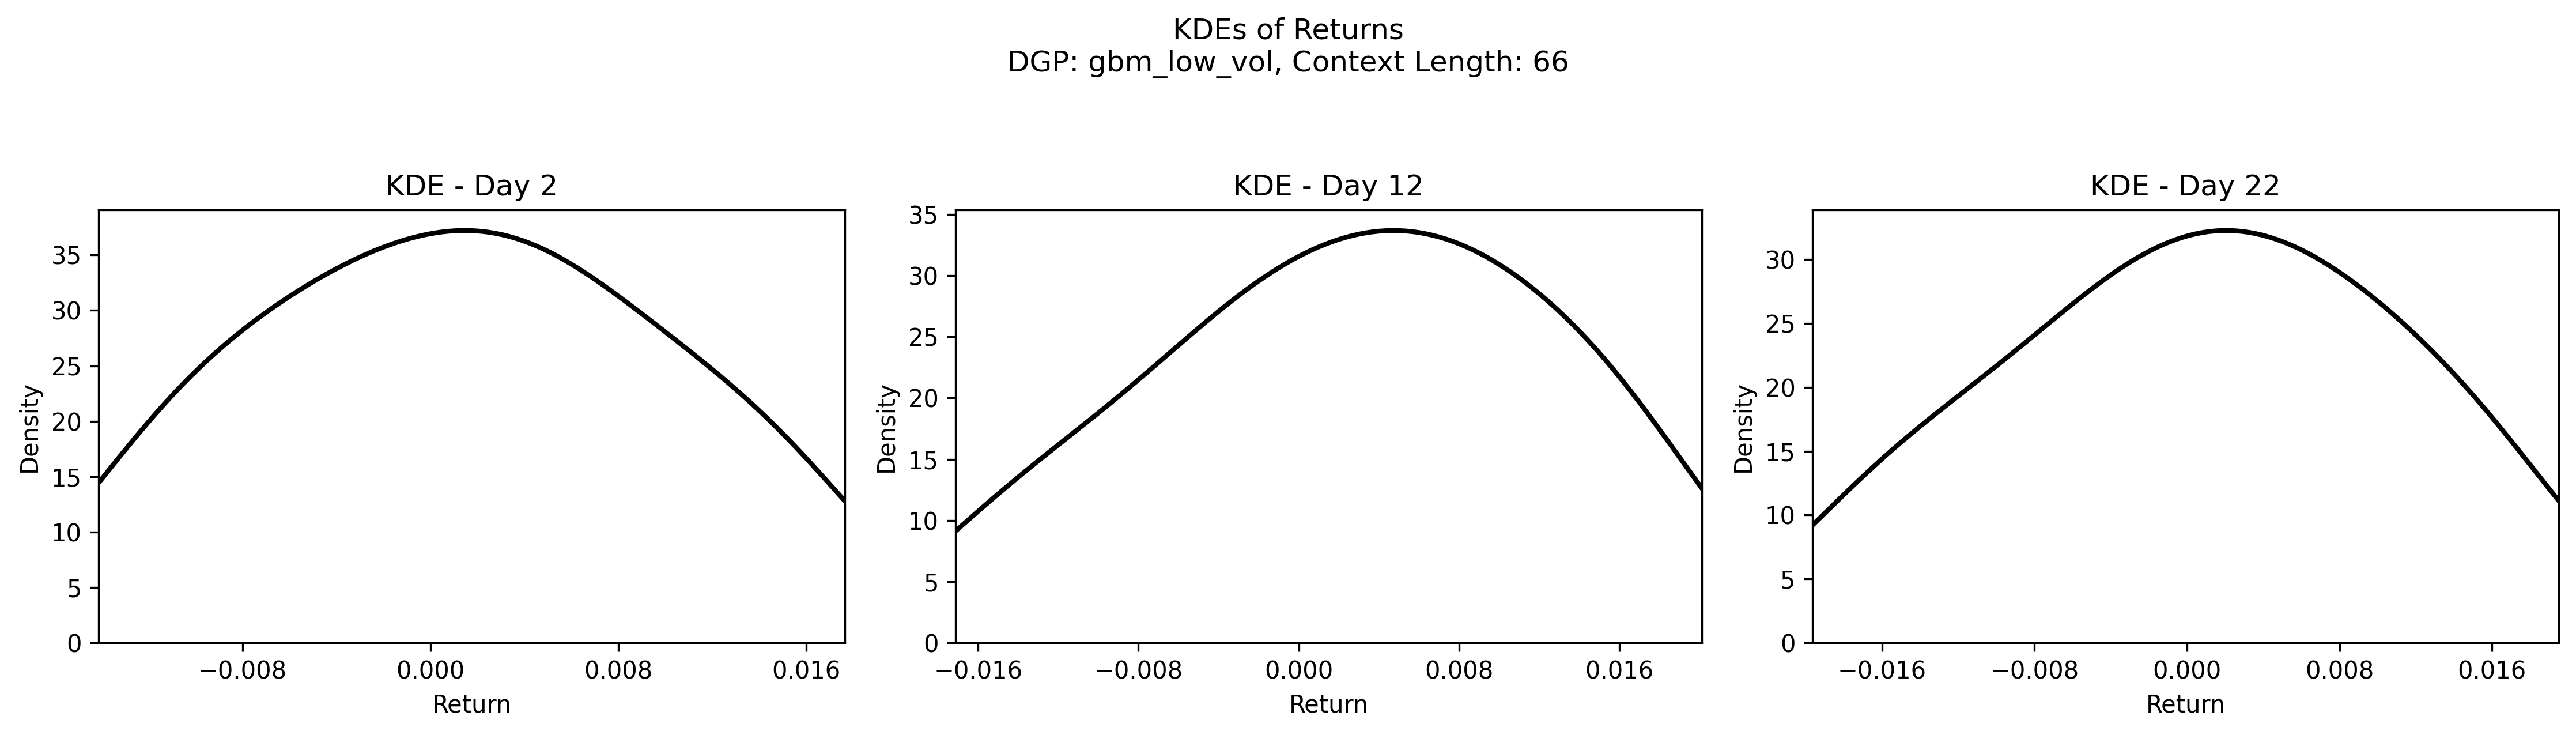 KDEs of Returns
DGP: gbm_low_vol, Context Length: 66
KDE - Day 2
Density
35
30
25
20
15
10
5
0
−0.008 0.000 0.008 0.016
Return
KDE - Day 12
Density
35
30
25
20
15
10
5
0
−0.016 −0.008 0.000 0.008 0.016
Return
KDE - Day 22
Density
30
25
20
15
10
5
0
−0.016 −0.008 0.000 0.008 0.016
Return